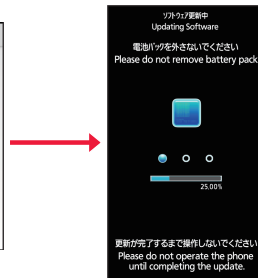 ソフトウェア更新中
Updating Software
電池パックを外さないでください
Please do not remove battery pack
25.00%
更新が完了するまで操作しないでください
Please do not operate the phone
until completing the update.